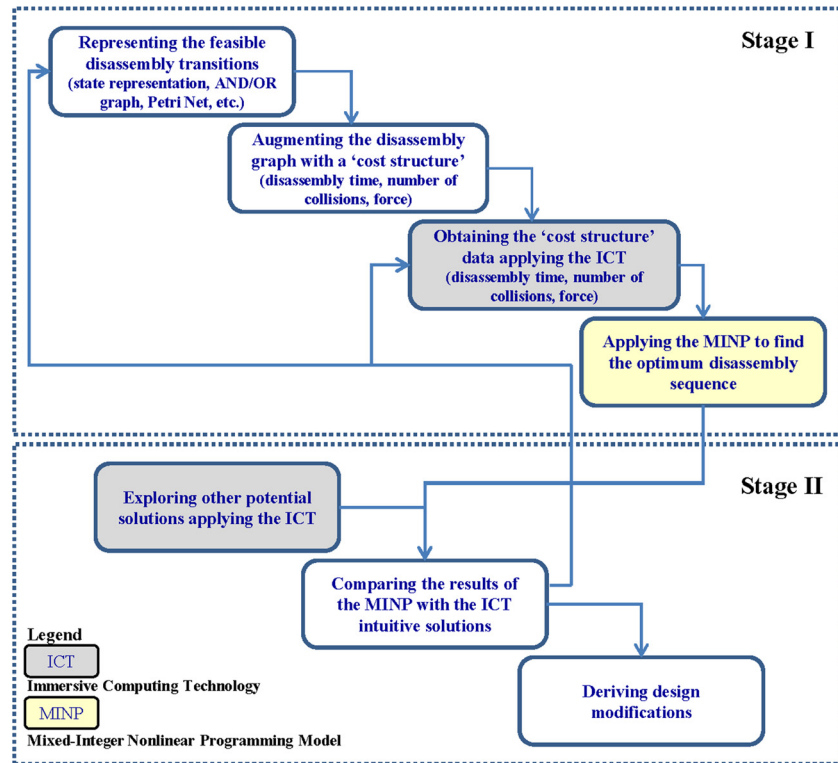 Stage I
Representing the feasible
disassembly transitions
(state representation, AND/OR
graph, Petri Net, etc.)
Augmenting the disassembly
graph with a ‘cost structure’
(disassembly time, number of
collisions, force)
Obtaining the ‘cost structure’
data applying the ICT
(disassembly time, number of
collisions, force)
Applying the MINP to find
the optimum disassembly
sequence
Stage II
Exploring other potential
solutions applying the ICT
Comparing the results of
the MINP with the ICT
intuitive solutions
Deriving design
modifications
Legend
ICT
Immersive Computing Technology
MINP
Mixed-Integer Nonlinear Programming Model